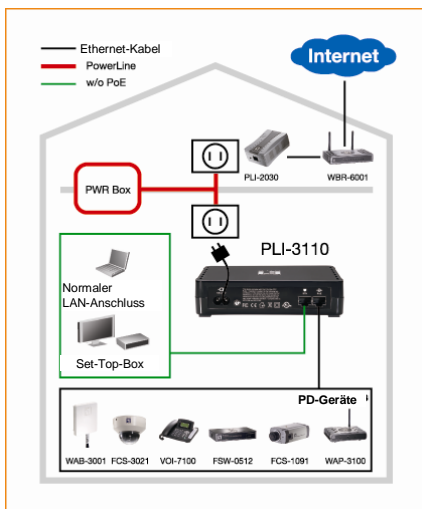 Ethernet-Kabel
PowerLine
w/o PoE
Internet
PLI-2030
WBR-6001
PWR Box
PLI-3110
Normaler
LAN-Anschluss
Set-Top-Box
PD-Geräte
WAB-3001 FCS-3021 VOI-7100 FSW-0512 FCS-1091 WAP-3100